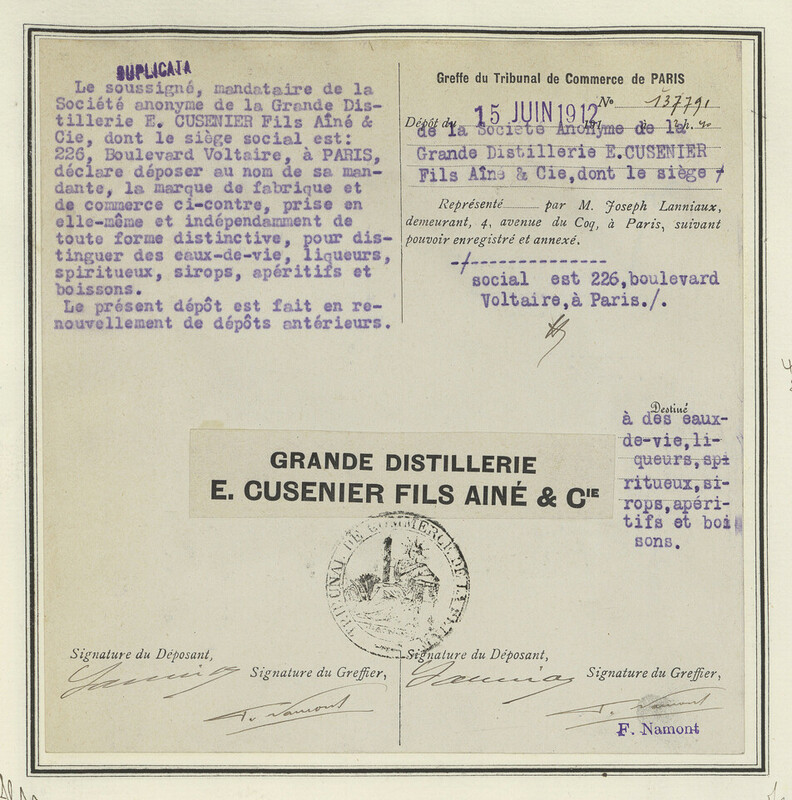 DUPLICATA
Le soussigné, mandataire de la
Société anonyme de la Grande Dis-
tillerie E. CUSENIER Fils Aîné &
Cie, dont le siège social est:
226, Boulevard Voltaire, à PARIS,
déclare déposer au nom de sa man-
dante, la marque de fabrique et
de commerce ci-contre, prise en
elle-même et indépendamment de
toute forme distinctive, pour dis-
tinguer des eaux-de-vie, liqueurs,
spiritueux, sirops, apéritifs et
boissons.
Le présent dépôt est fait en re-
nouvellement de dépôts antérieurs.
Greffe du Tribunal de Commerce de PARIS
No 137791
Dépôt du 15 JUIN 1912
de la Société Anonyme de la
Grande Distillerie E.CUSENIER
Fils Aîné & Cie,dont le siège
Représenté par M. Joseph Lanniaux,
demeurant, 4, avenue du Coq, à Paris, suivant
pouvoir enregistré et annexé.
social est 226,boulevard
Voltaire,à Paris./.
Destiné
à des eaux-
de-vie,li-
queurs,spi
ritueux,si-
rops,apéri-
tifs et bois
sons.
GRANDE DISTILLERIE
E. CUSENIER FILS AINÉ & CIE
TRIBUNAL DE COMMERCE DE LA SEINE
Signature du Déposant,
Signature du Greffier,
Signature du Déposant,
Signature du Greffier,
F. Namont